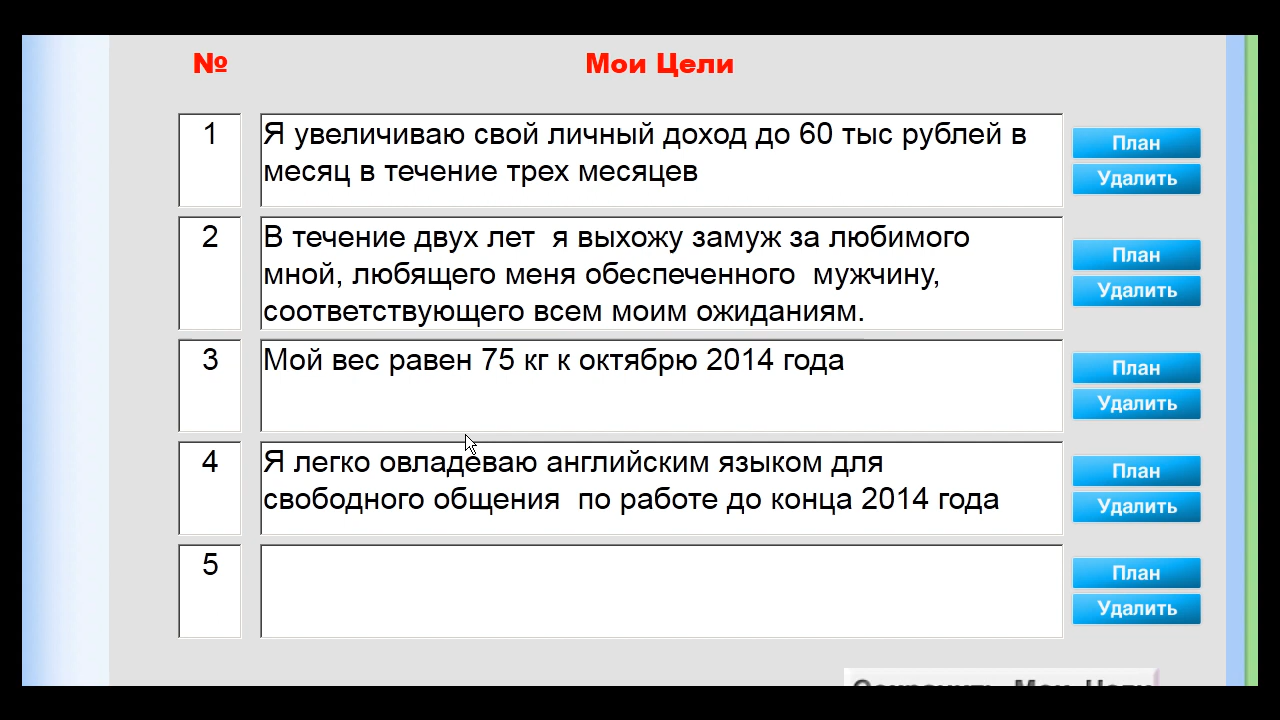 № Мои Цели
1 Я увеличиваю свой личный доход до 60 тыс рублей в
месяц в течение трех месяцев
План
Удалить
2 В течение двух лет  я выхожу замуж за любимого
мной, любящего меня обеспеченного  мужчину,
соответствующего всем моим ожиданиям.
План
Удалить
3 Мой вес равен 75 кг к октябрю 2014 года
План
Удалить
4 Я легко овладеваю английским языком для
свободного общения  по работе до конца 2014 года
План
Удалить
5
План
Удалить
Сохранить Мои Цели